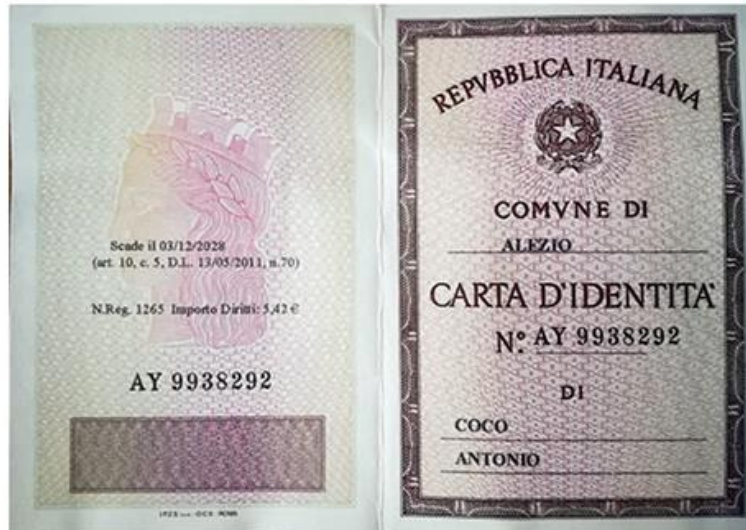 Scade il 03/12/2028
(art. 10, c. 5, D.L. 13/05/2011, n.70)
N.Reg. 1265 Importo Diritti: 5,42 €
AY 9938292
REPVBBLICA ITALIANA
COMVNE DI
ALEZIO
CARTA D'IDENTITA'
N.º AY 9938292
DI
COCO
ANTONIO